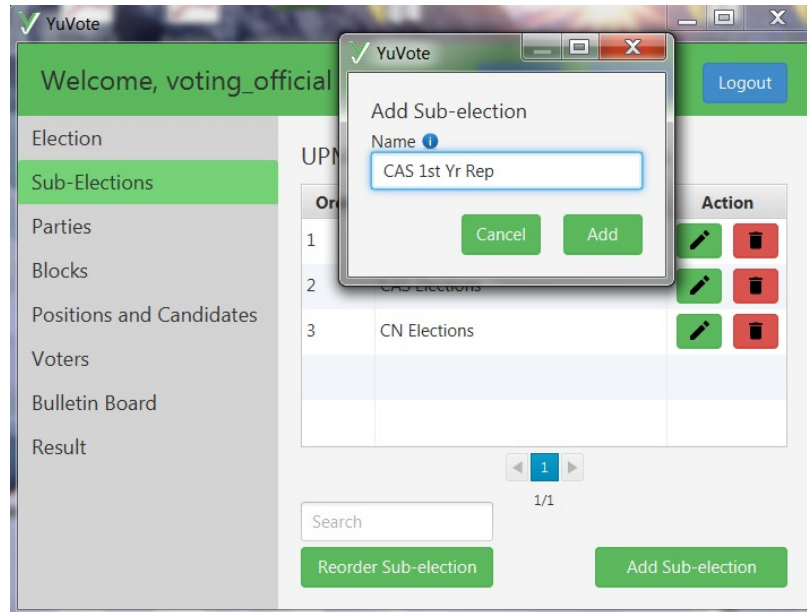 YuVote
YuVote
Welcome, voting_official
Logout
Add Sub-election
Name
CAS 1st Yr Rep
Cancel
Add
Election
Sub-Elections
Parties
Blocks
Positions and Candidates
Voters
Bulletin Board
Result
Action
1
2
CAS Elections
3
CN Elections
1
1/1
Search
Reorder Sub-election
Add Sub-election